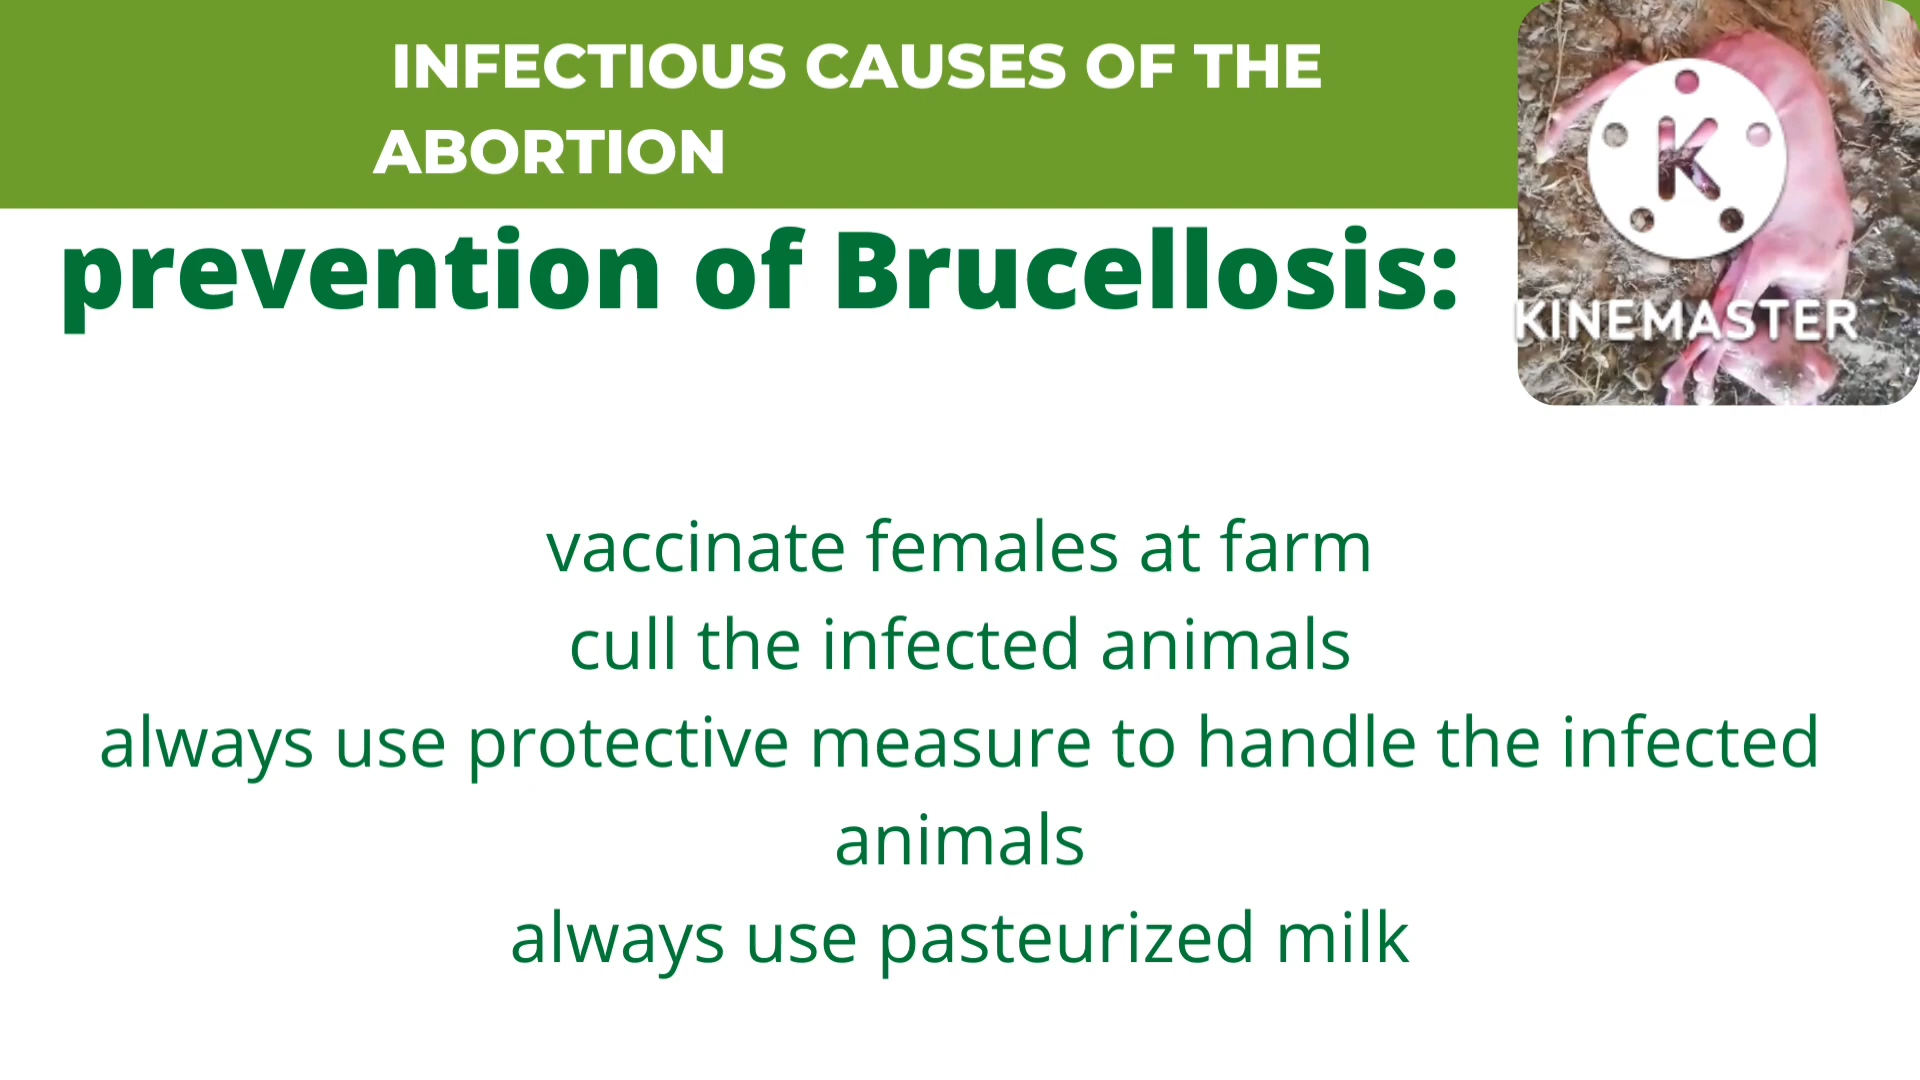 INFECTIOUS CAUSES OF THE
ABORTION
prevention of Brucellosis:
K
KINEMASTER
vaccinate females at farm
cull the infected animals
always use protective measure to handle the infected
animals
always use pasteurized milk